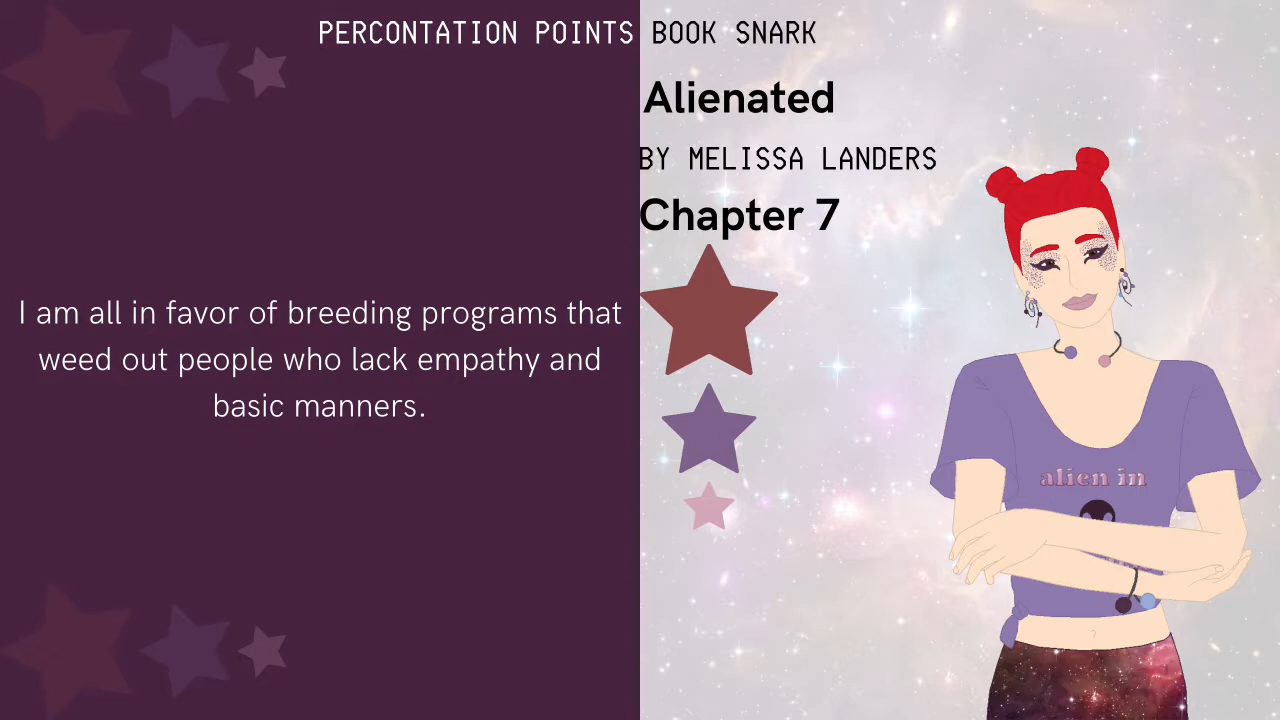 PERCONTATION POINTS BOOK SNARK
Alienated
BY MELISSA LANDERS
Chapter 7
I am all in favor of breeding programs that
weed out people who lack empathy and
basic manners.
alien in